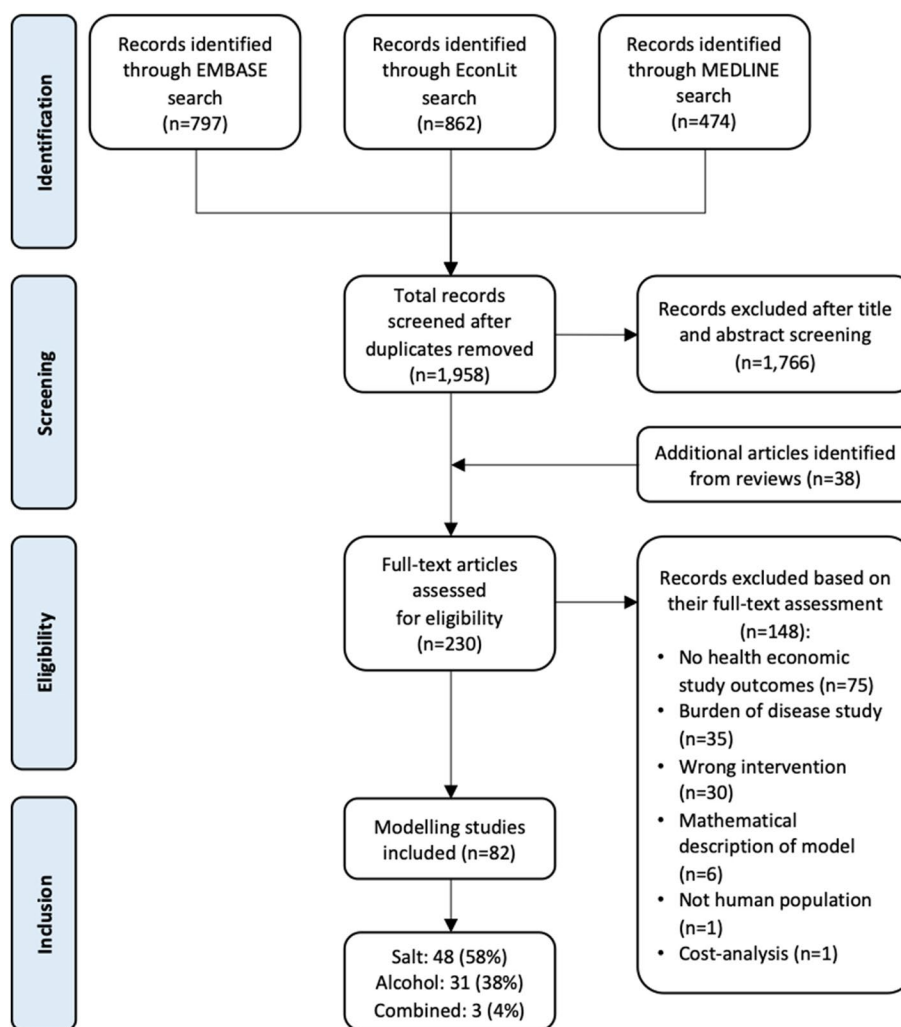 Identification
Records identified
through EMBASE
search
(n=797)
Records identified
through EconLit
search
(n=862)
Records identified
through MEDLINE
search
(n=474)
Screening
Total records
screened after
duplicates removed
(n=1,958)
Records excluded after title
and abstract screening
(n=1,766)
Additional articles identified
from reviews (n=38)
Eligibility
Full-text articles
assessed
for eligibility
(n=230)
Records excluded based on
their full-text assessment
(n=148):
• No health economic
study outcomes (n=75)
• Burden of disease study
(n=35)
• Wrong intervention
(n=30)
• Mathematical
description of model
(n=6)
• Not human population
(n=1)
• Cost-analysis (n=1)
Inclusion
Modelling studies
included (n=82)
Salt: 48 (58%)
Alcohol: 31 (38%)
Combined: 3 (4%)